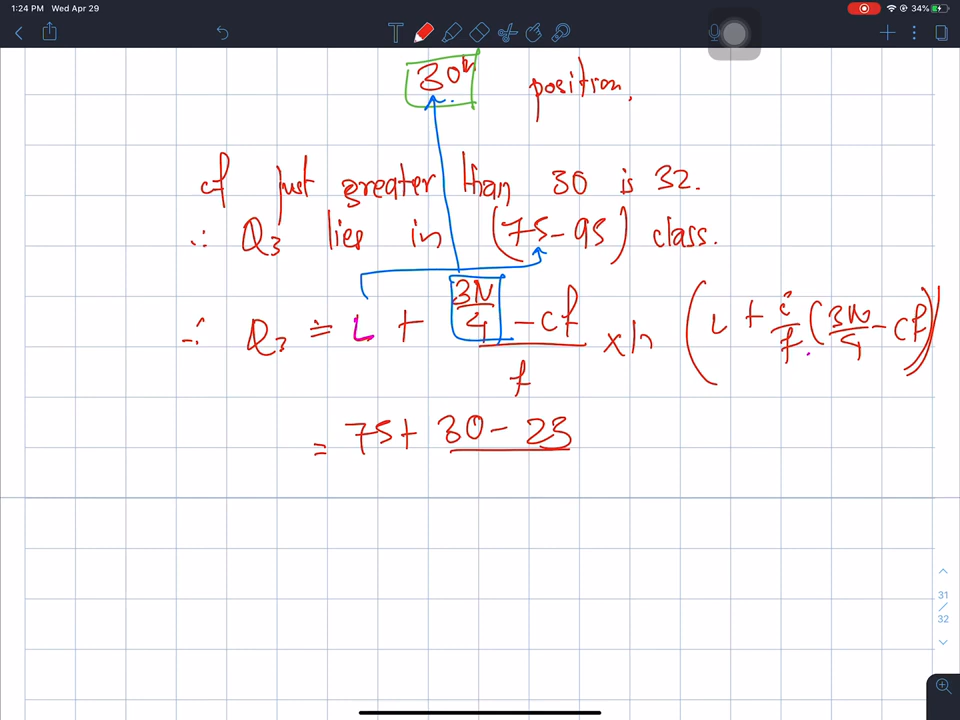 1:24 PM Wed Apr 29
34%
T
30th position.
cf Just greater than 30 is 32.
∴ Q3 lies in (75-95) class.
∴ Q3 = L + 3N/4 - cf / f × h (L + i/f (3N/4 - cf))
= 75 + 30 - 23
31
/
32